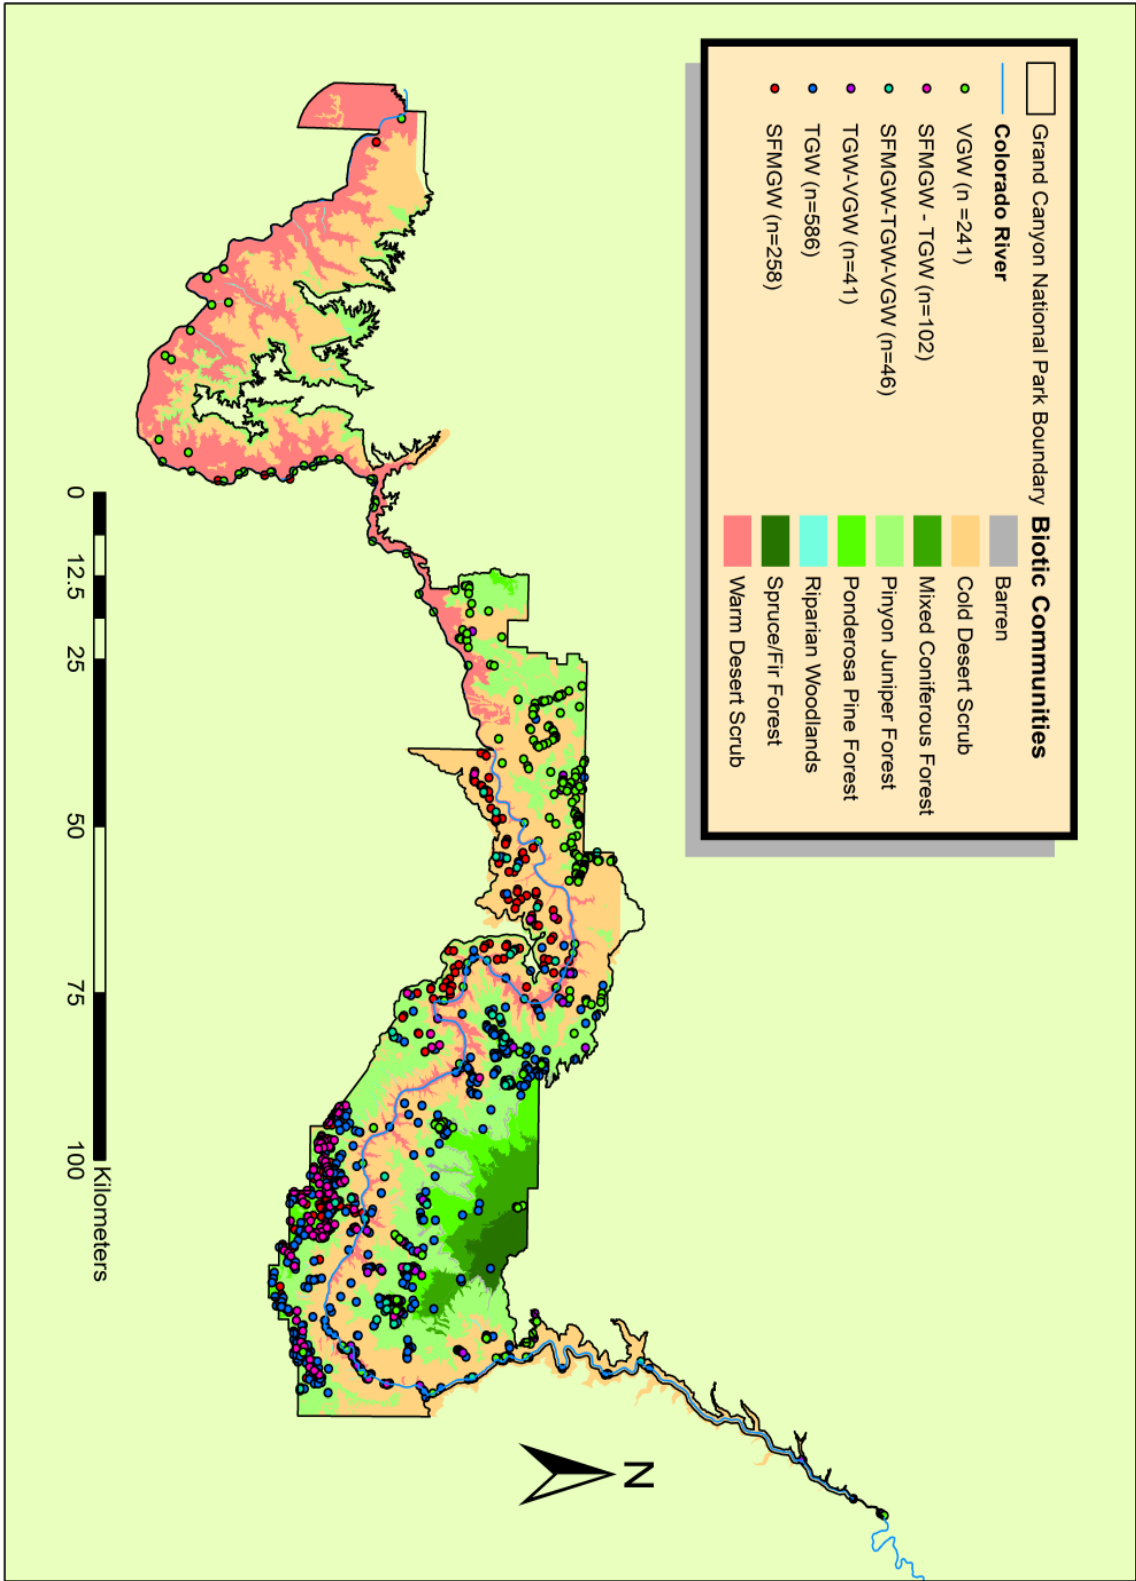 Grand Canyon National Park Boundary
Colorado River
VGW (n =241)
SFMGW - TGW (n=102)
SFMGW-TGW-VGW (n=46)
TGW-VGW (n=41)
TGW (n=586)
SFMGW (n=258)
Biotic Communities
Barren
Cold Desert Scrub
Mixed Coniferous Forest
Pinyon Juniper Forest
Ponderosa Pine Forest
Riparian Woodlands
Spruce/Fir Forest
Warm Desert Scrub
0 12.5 25 50 75 100
Kilometers
N